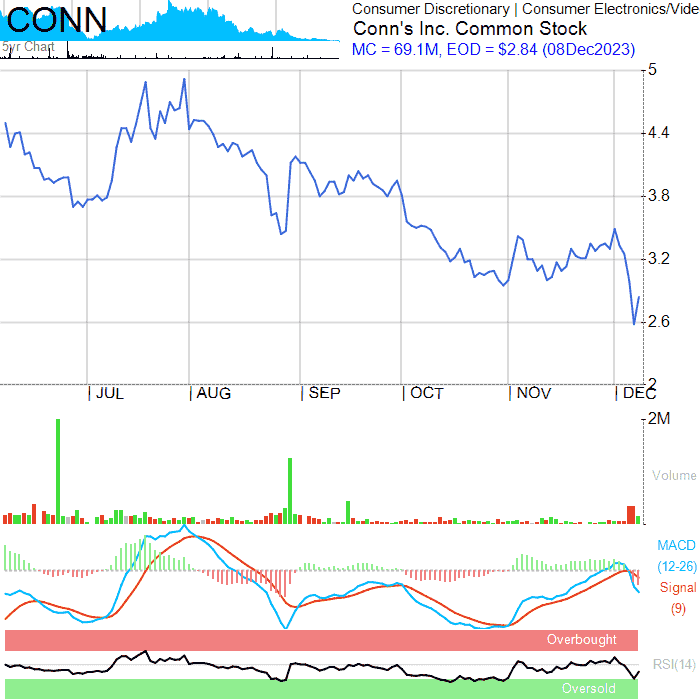 CONN
5yr Chart
Consumer Discretionary | Consumer Electronics/Vide
Conn's Inc. Common Stock
MC = 69.1M, EOD = $2.84 (08Dec2023)
5
4.4
3.8
3.2
2.6
2
JUL AUG SEP OCT NOV DEC
2M
Volume
MACD
(12-26)
Signal
(9)
Overbought
RSI(14)
Oversold